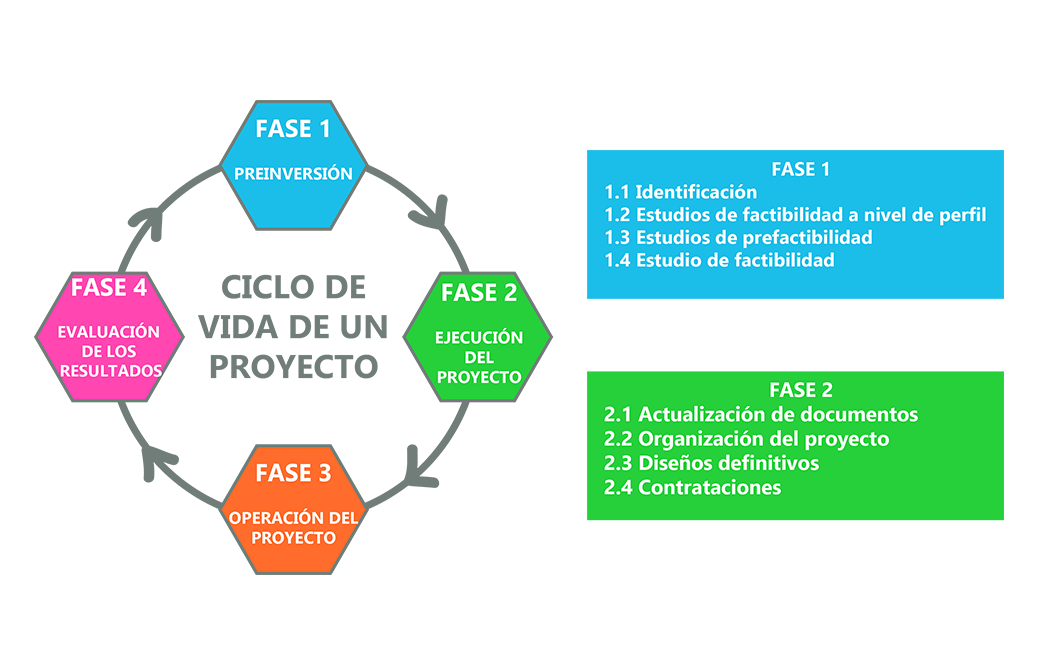 FASE 1
PREINVERSIÓN
FASE 2
EJECUCIÓN
DEL
PROYECTO
FASE 3
OPERACIÓN DEL
PROYECTO
FASE 4
EVALUACIÓN
DE LOS
RESULTADOS
CICLO DE
VIDA DE UN
PROYECTO
FASE 1
1.1 Identificación
1.2 Estudios de factibilidad a nivel de perfil
1.3 Estudios de prefactibilidad
1.4 Estudio de factibilidad
FASE 2
2.1 Actualización de documentos
2.2 Organización del proyecto
2.3 Diseños definitivos
2.4 Contrataciones